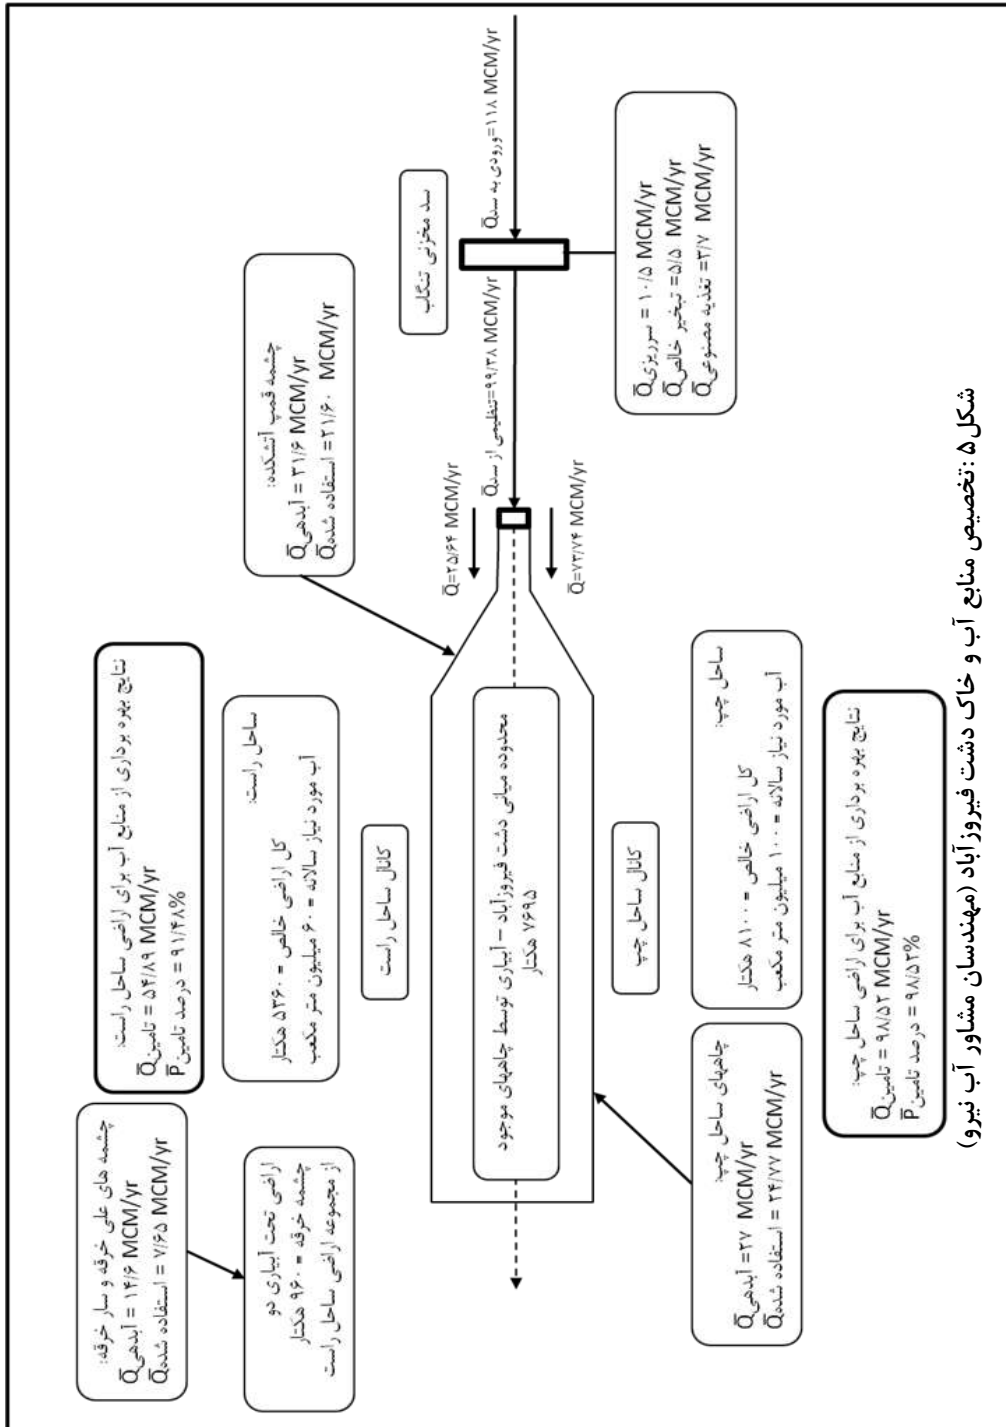 چشمه های علی خرقه و سار خرقه:
Q̄آبدهی = ۱۴/۶ MCM/yr
Q̄استفاده شده = ۷/۶۵ MCM/yr
اراضی تحت آبیاری دو
چشمه خرقه = ۹۶۰ هکتار
از مجموعه اراضی ساحل راست
نتایج بهره برداری از منابع آب برای اراضی ساحل راست:
Q̄تامین = ۵۴/۸۹ MCM/yr
P̄درصد تامین = ۹۱/۴۸%
ساحل راست:
کل اراضی خالص = ۵۳۶۰ هکتار
آب مورد نیاز سالانه = ۶۰ میلیون متر مکعب
کانال ساحل راست
چشمه قمپ آتشکده:
Q̄آبدهی = ۳۱/۶ MCM/yr
Q̄استفاده شده = ۲۱/۶۰ MCM/yr
سد مخزنی تنگاب
Q̄ورودی به سد=۱۱۸ MCM/yr
Q̄تنظیمی از سد=۹۹/۳۸ MCM/yr
Q̄=۲۵/۶۴ MCM/yr
Q̄=۷۳/۷۴ MCM/yr
Q̄سرریزی = ۱۰/۵ MCM/yr
Q̄تبخیر خالص =۵/۵ MCM/yr
Q̄تغذیه مصنوعی =۳/۷ MCM/yr
محدوده میانی دشت فیروزآباد – آبیاری توسط چاههای موجود
۷۶۹۵ هکتار
کانال ساحل چپ
ساحل چپ:
کل اراضی خالص = ۸۱۰۰ هکتار
آب مورد نیاز سالانه = ۱۰۰ میلیون متر مکعب
چاههای ساحل چپ:
Q̄آبدهی =۲۷ MCM/yr
Q̄استفاده شده = ۲۴/۷۷ MCM/yr
نتایج بهره برداری از منابع آب برای اراضی ساحل چپ:
Q̄تامین = ۹۸/۵۲ MCM/yr
P̄درصد تامین = ۹۸/۵۲%
شکل ۵: تخصیص منابع آب و خاک دشت فیروزآباد (مهندسان مشاور آب نیرو)